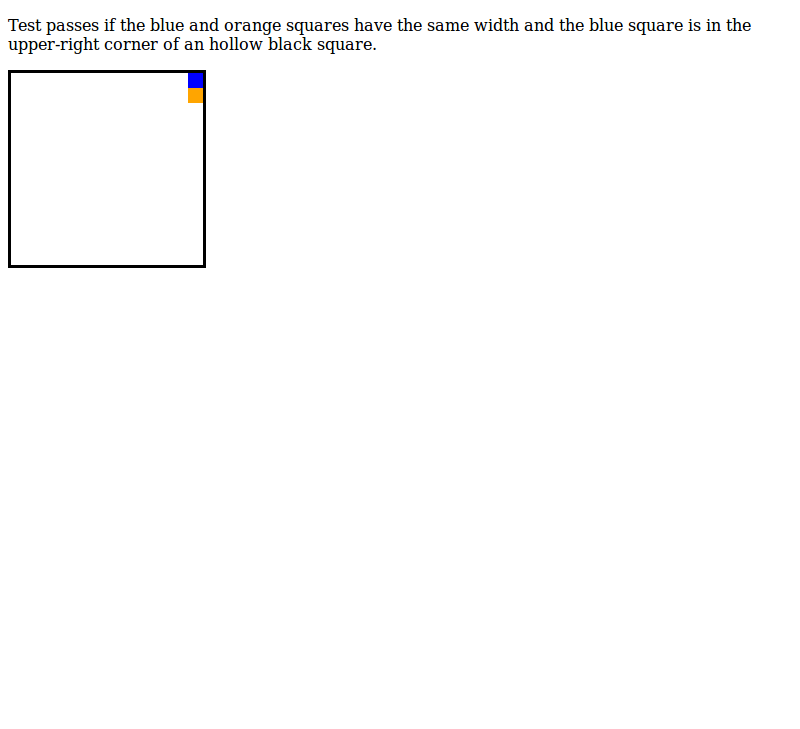 Test passes if the blue and orange squares have the same width and the blue square is in the
upper-right corner of an hollow black square.